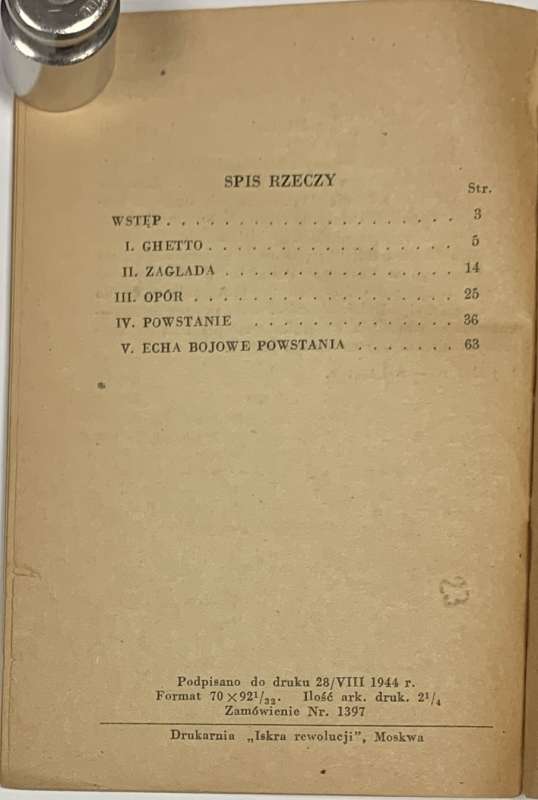 SPIS RZECZY
Str.
WSTĘP . . . . . . . . . . . . . . . . . . . . 3
I. GHETTO . . . . . . . . . . . . . . . . . . 5
II. ZAGLADA . . . . . . . . . . . . . . . . . 14
III. OPÓR . . . . . . . . . . . . . . . . . . 25
IV. POWSTANIE . . . . . . . . . . . . . . 36
V. ECHA BOJOWE POWSTANIA . . . . . . . 63
23
Podpisano do druku 28/VIII 1944 r.
Format 70×92¹/₃₂. Ilość ark. druk. 2¹/₄
Zamówienie Nr. 1397
Drukarnia „Iskra rewolucji”, Moskwa